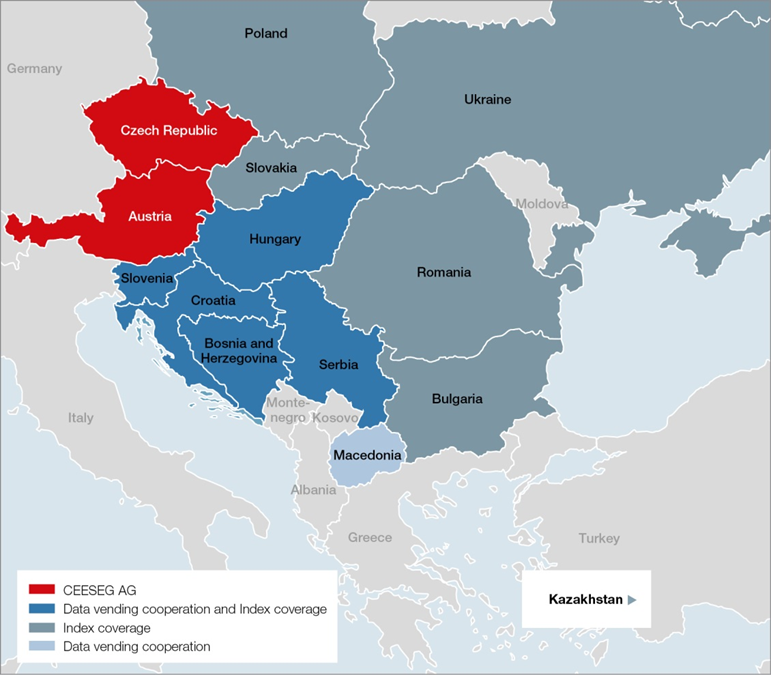 Poland
Germany
Ukraine
Czech Republic
Slovakia
Moldova
Austria
Hungary
Romania
Slovenia
Croatia
Bosnia and
Herzegovina
Serbia
Bulgaria
Monte-
negro
Kosovo
Italy
Macedonia
Albania
Greece
Turkey
CEESEG AG
Data vending cooperation and Index coverage
Index coverage
Data vending cooperation
Kazakhstan ►